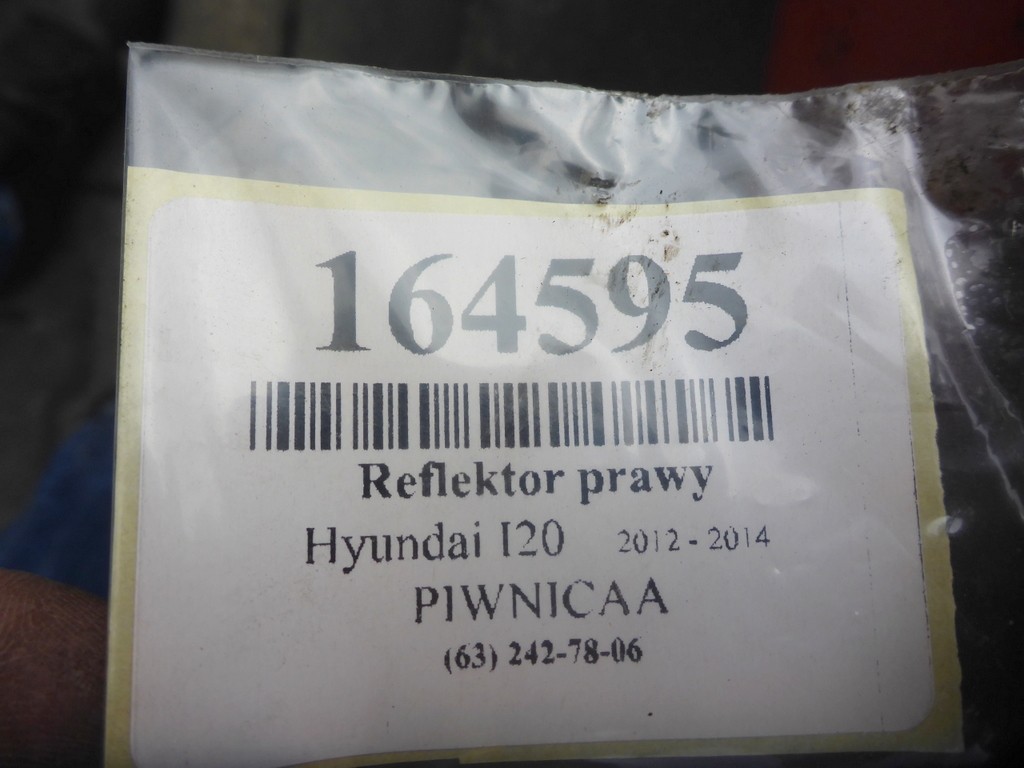 164595
Reflektor prawy
Hyundai I20 2012 - 2014
PIWNICAA
(63) 242-78-06